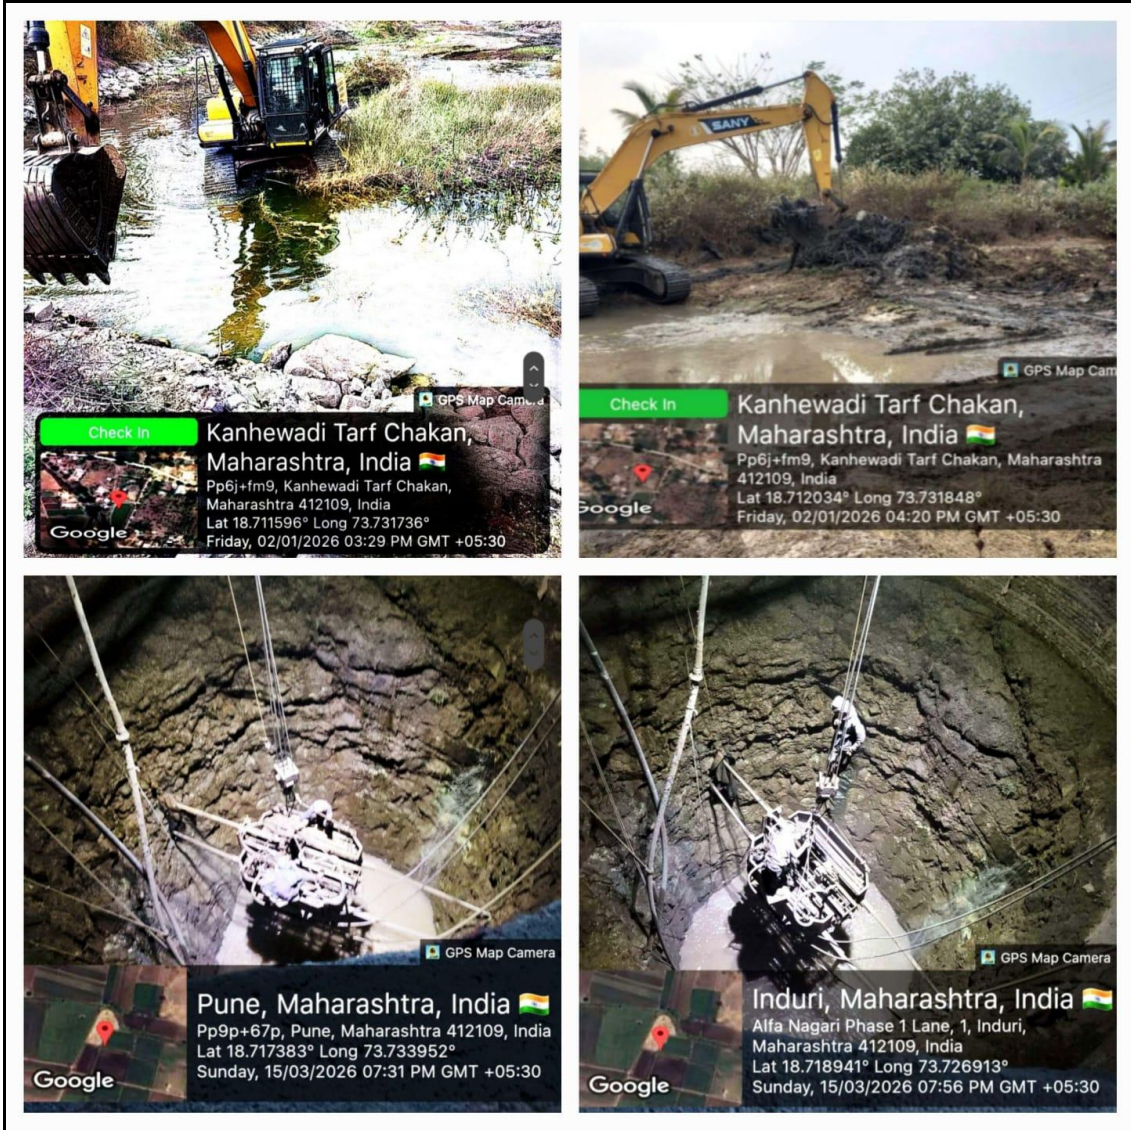 SANY
GPS Map Camera
Check In
Kanhewadi Tarf Chakan,
Maharashtra, India
Pp6j+fm9, Kanhewadi Tarf Chakan,
Maharashtra 412109, India
Lat 18.711596° Long 73.731736°
Friday, 02/01/2026 03:29 PM GMT +05:30
Google
GPS Map Cam
Check In
Kanhewadi Tarf Chakan,
Maharashtra, India
Pp6j+fm9, Kanhewadi Tarf Chakan, Maharashtra
412109, India
Lat 18.712034° Long 73.731848°
Friday, 02/01/2026 04:20 PM GMT +05:30
Google
GPS Map Camera
Pune, Maharashtra, India
Pp9p+67p, Pune, Maharashtra 412109, India
Lat 18.717383° Long 73.733952°
Sunday, 15/03/2026 07:31 PM GMT +05:30
Google
GPS Map Camera
Induri, Maharashtra, India
Alfa Nagari Phase 1 Lane, 1, Induri,
Maharashtra 412109, India
Lat 18.718941° Long 73.726913°
Sunday, 15/03/2026 07:56 PM GMT +05:30
Google